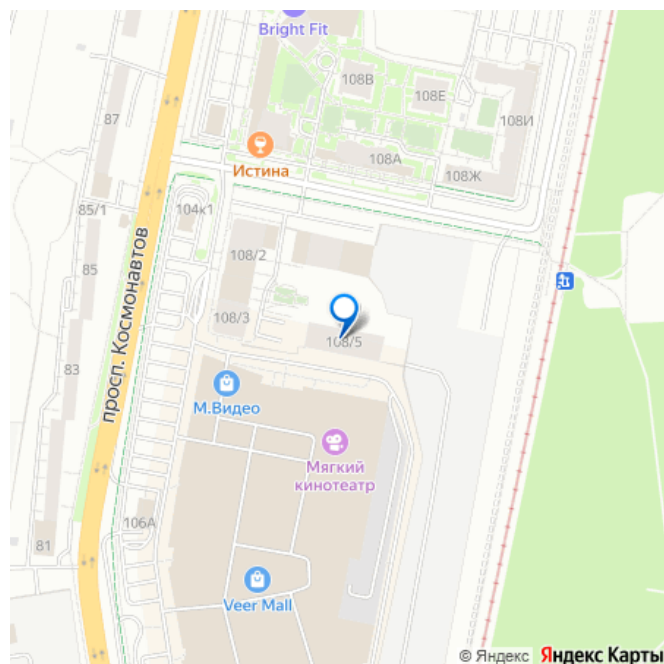 Bright Fit
108В
108Е
87
108И
108А
Истина
108Ж
85/1
104к1
просп. Космонавтов
108/2
85
108/3
108/5
83
М.Видео
Мягкий
кинотеатр
106А
81
Veer Mall
© Яндекс Яндекс Карты